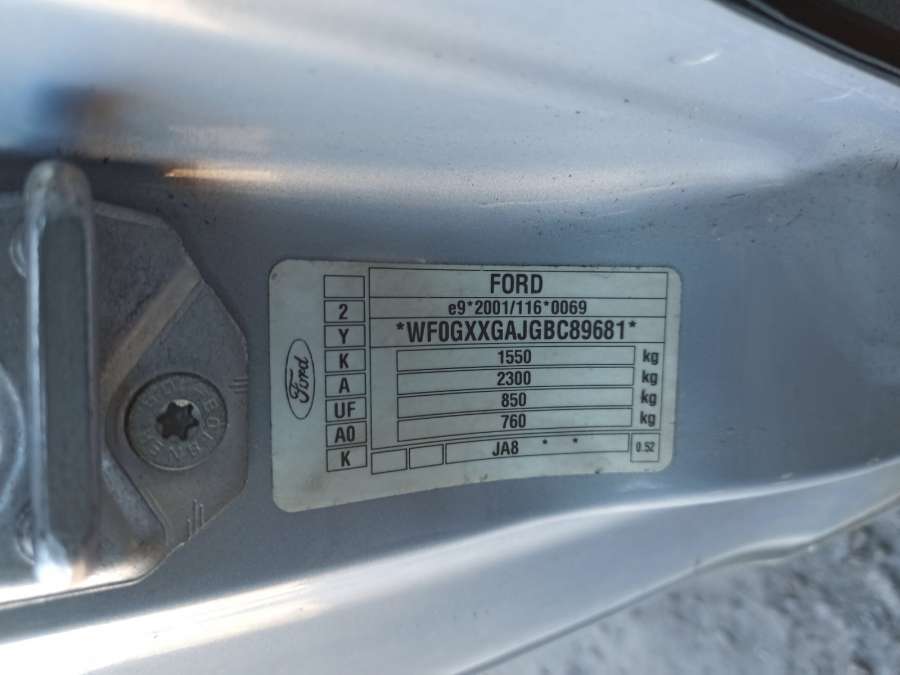 FORD
2 e9*2001/116*0069
Y *WF0GXXGAJGBC89681*
K 1550 kg
A 2300 kg
UF 850 kg
A0 760 kg
K JA8 * * 0.52
Ford